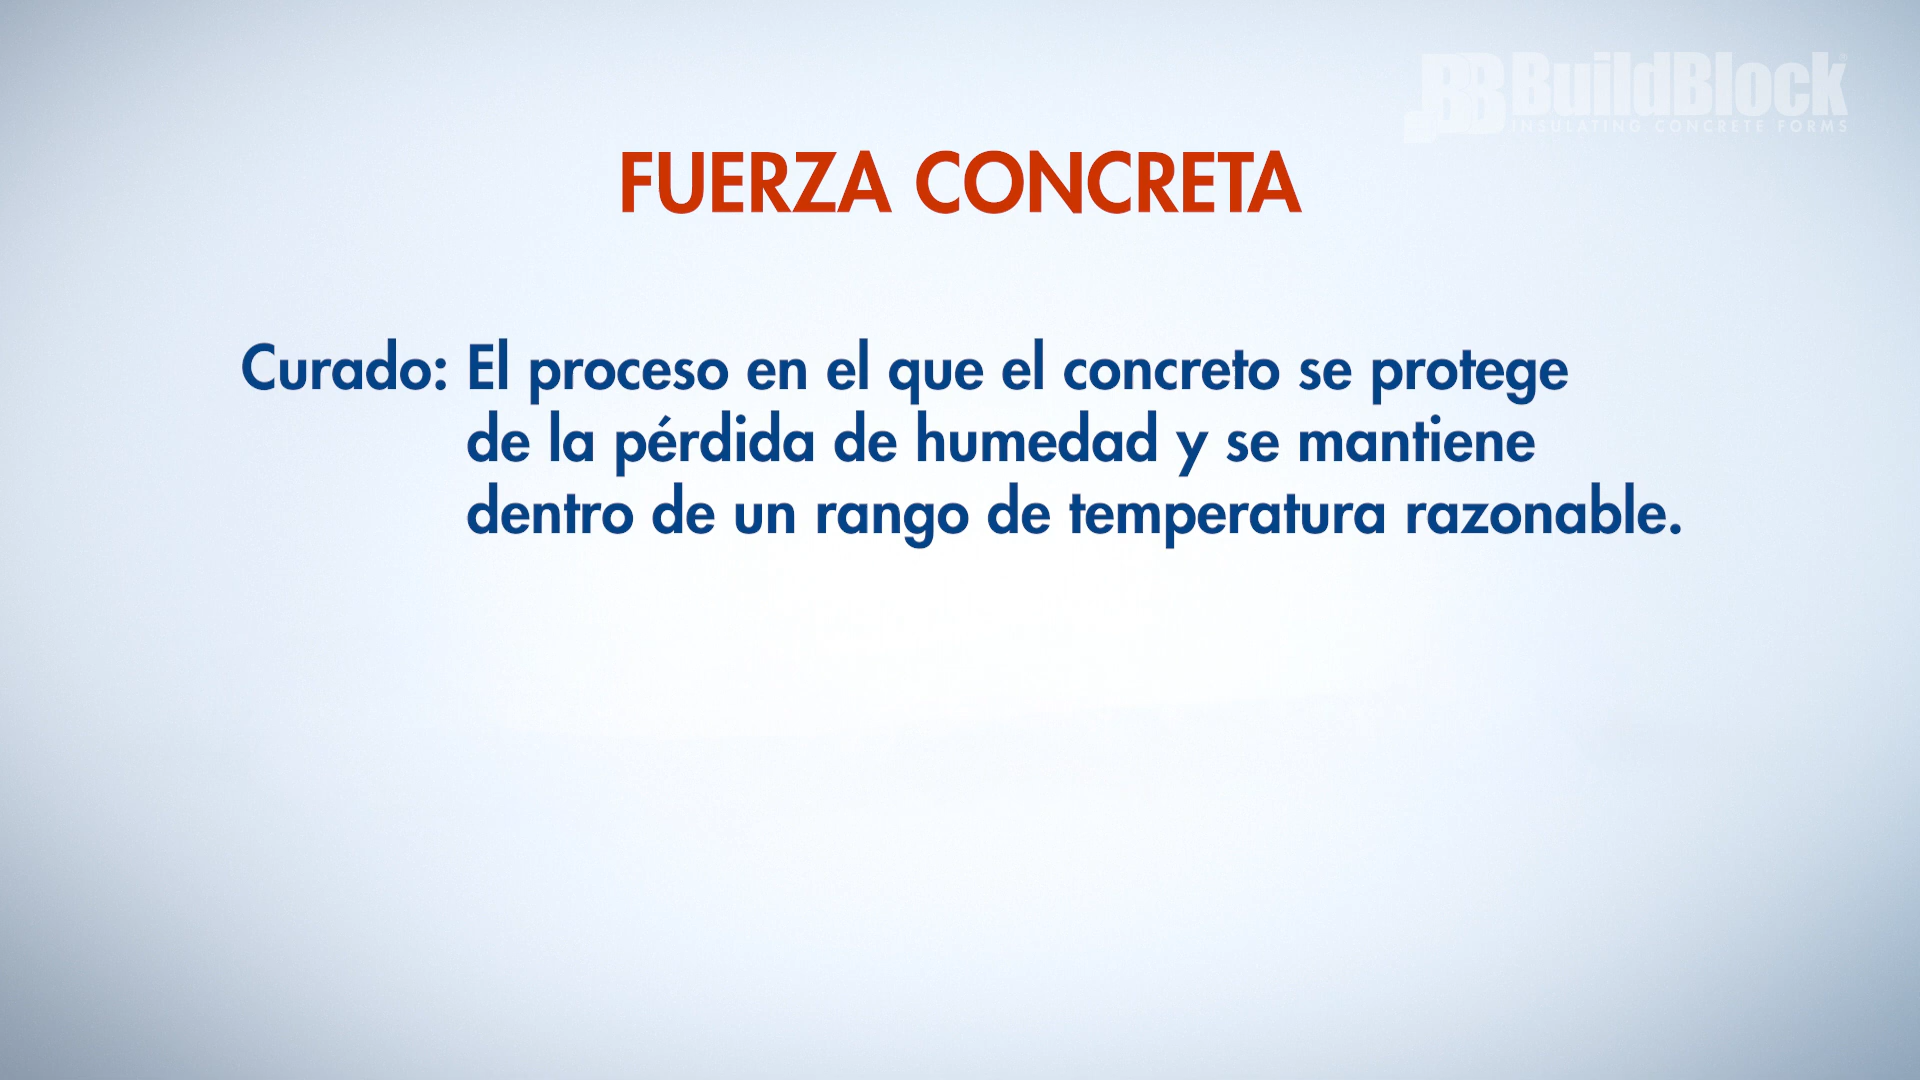 BuildBlock
INSULATING CONCRETE FORMS
FUERZA CONCRETA
Curado: El proceso en el que el concreto se protege
de la pérdida de humedad y se mantiene
dentro de un rango de temperatura razonable.